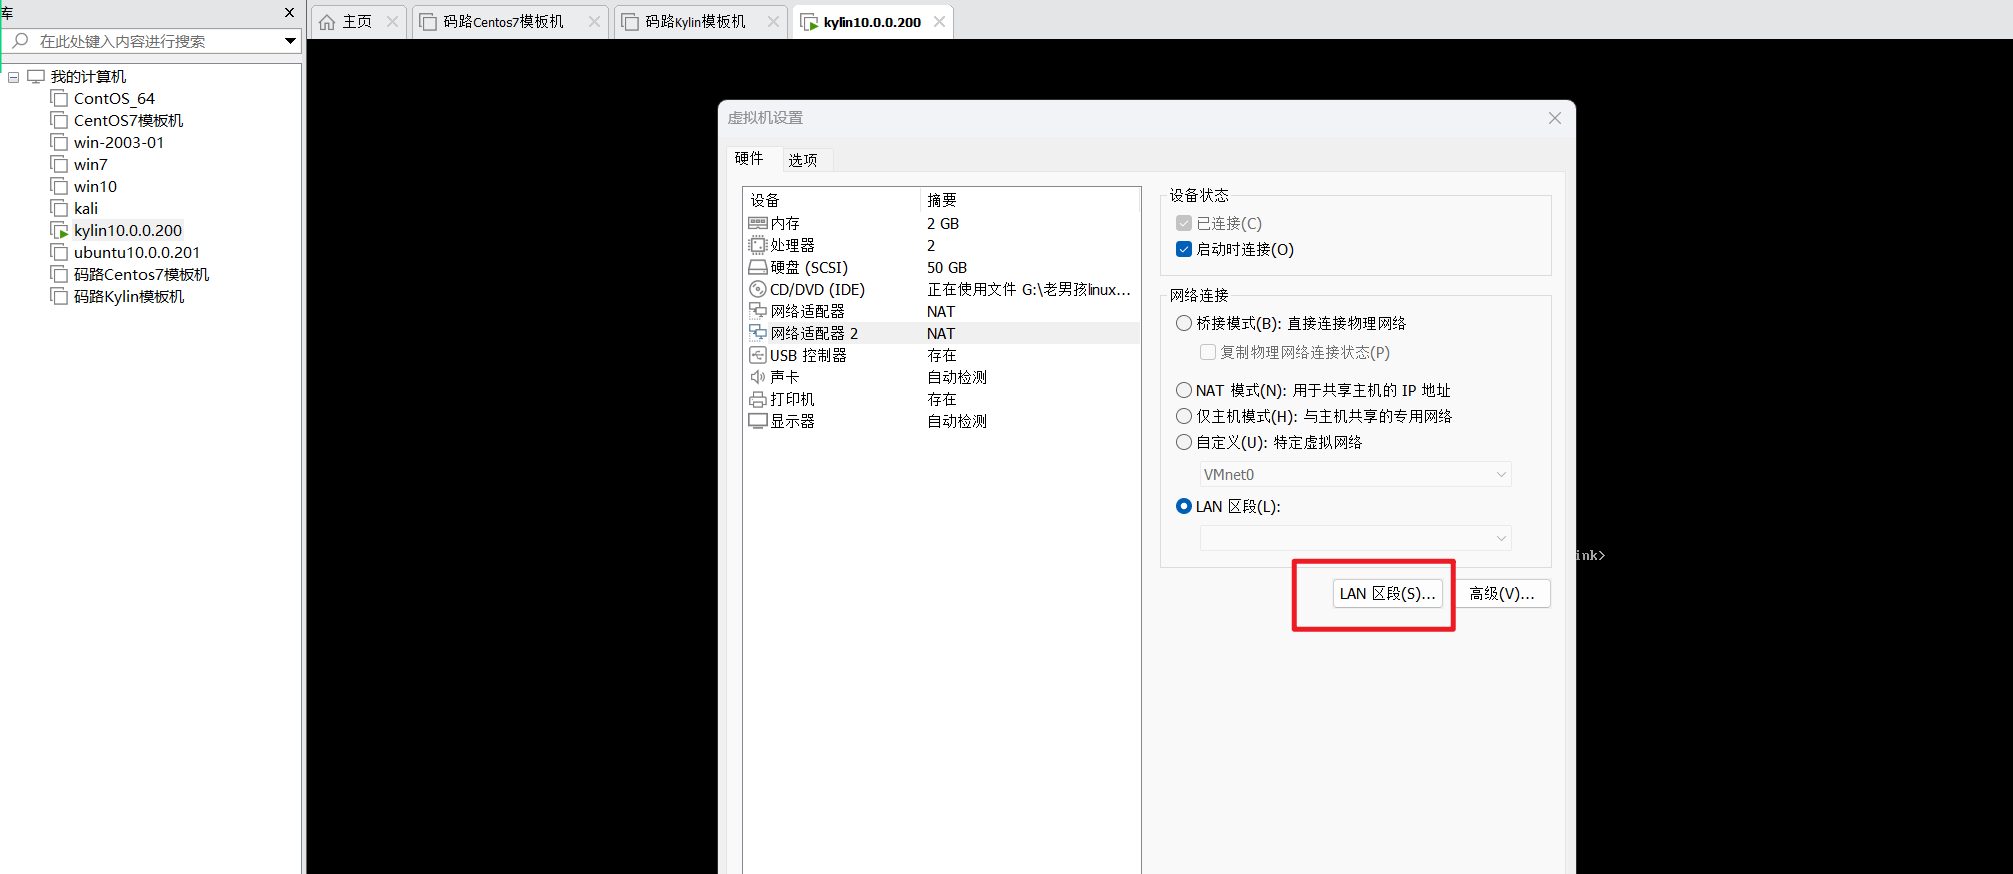 库
在此处键入内容进行搜索
我的计算机
ContOS_64
CentOS7模板机
win-2003-01
win7
win10
kali
kylin10.0.0.200
ubuntu10.0.0.201
码路Centos7模板机
码路Kylin模板机
主页
码路Centos7模板机
码路Kylin模板机
kylin10.0.0.200
虚拟机设置
硬件
选项
设备 摘要
内存 2 GB
处理器 2
硬盘 (SCSI) 50 GB
CD/DVD (IDE) 正在使用文件 G:\老男孩linux...
网络适配器 NAT
网络适配器 2 NAT
USB 控制器 存在
声卡 自动检测
打印机 存在
显示器 自动检测
设备状态
已连接(C)
启动时连接(O)
网络连接
桥接模式(B): 直接连接物理网络
复制物理网络连接状态(P)
NAT 模式(N): 用于共享主机的 IP 地址
仅主机模式(H): 与主机共享的专用网络
自定义(U): 特定虚拟网络
VMnet0
LAN 区段(L):
LAN 区段(S)...
高级(V)...
ink>